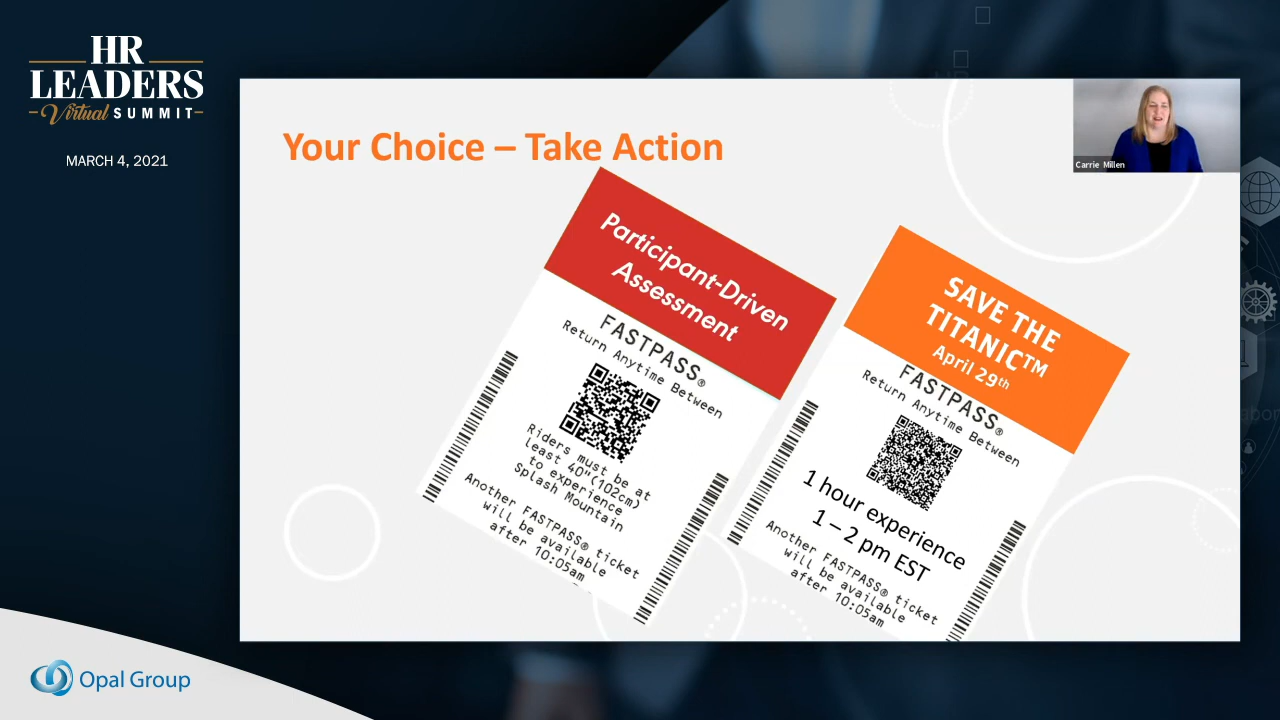 HR
LEADERS
Virtual SUMMIT
MARCH 4, 2021
Your Choice – Take Action
Carrie Millen
Participant-Driven
Assessment
FASTPASS®
Return Anytime Between
Riders must be at
least 40"(102cm)
to experience
Splash Mountain
Another FASTPASS® ticket
will be available
after 10:05am
SAVE THE
TITANIC™
April 29th
FASTPASS®
Return Anytime Between
1 hour experience
1 – 2 pm EST
Another FASTPASS® ticket
will be available
after 10:05am
Opal Group